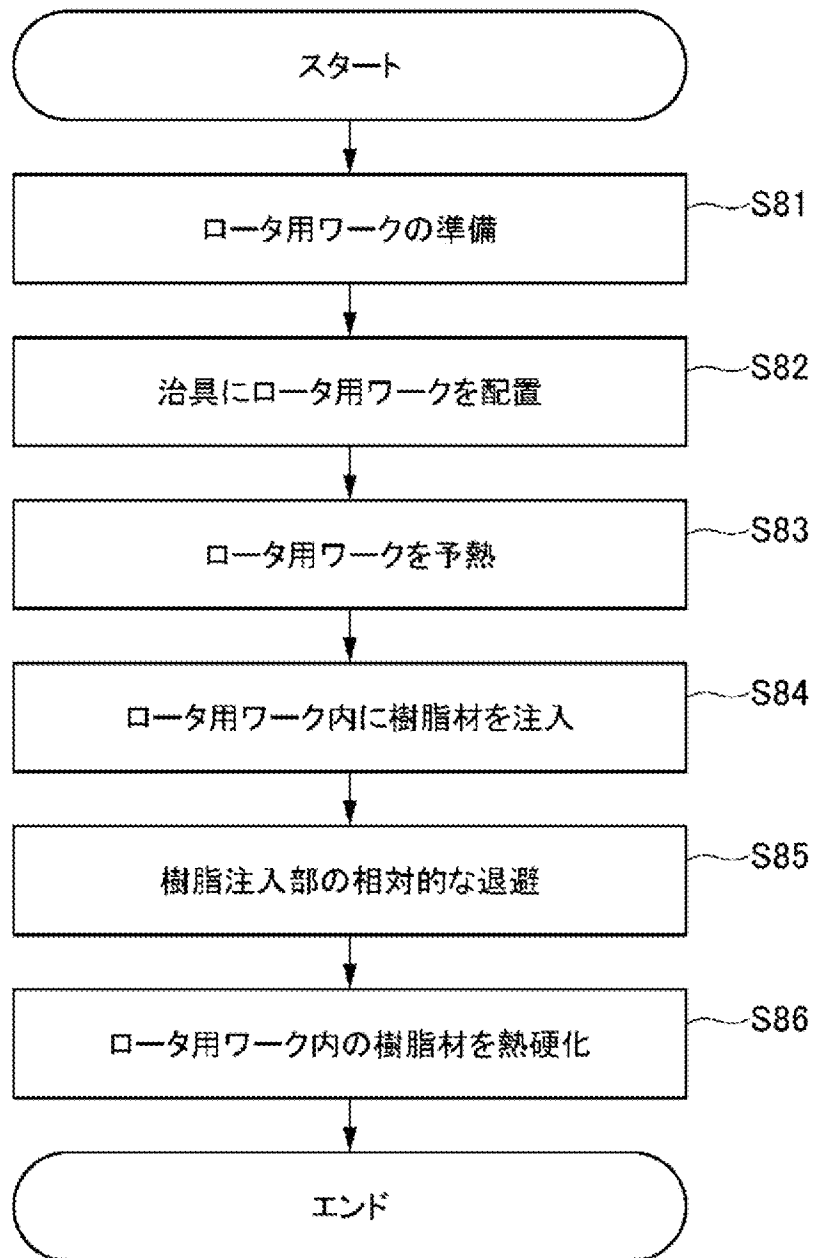 スタート
ロータ用ワークの準備
S81
治具にロータ用ワークを配置
S82
ロータ用ワークを予熱
S83
ロータ用ワーク内に樹脂材を注入
S84
樹脂注入部の相対的な退避
S85
ロータ用ワーク内の樹脂材を熱硬化
S86
エンド